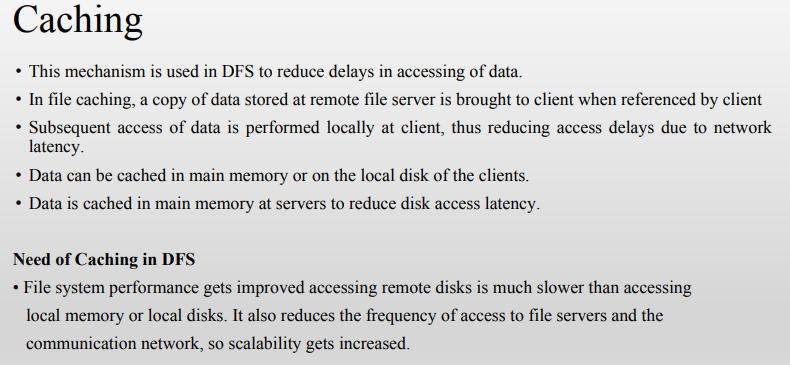 Caching
• This mechanism is used in DFS to reduce delays in accessing of data.
• In file caching, a copy of data stored at remote file server is brought to client when referenced by client
• Subsequent access of data is performed locally at client, thus reducing access delays due to network
latency.
• Data can be cached in main memory or on the local disk of the clients.
• Data is cached in main memory at servers to reduce disk access latency.
Need of Caching in DFS
• File system performance gets improved accessing remote disks is much slower than accessing
local memory or local disks. It also reduces the frequency of access to file servers and the
communication network, so scalability gets increased.